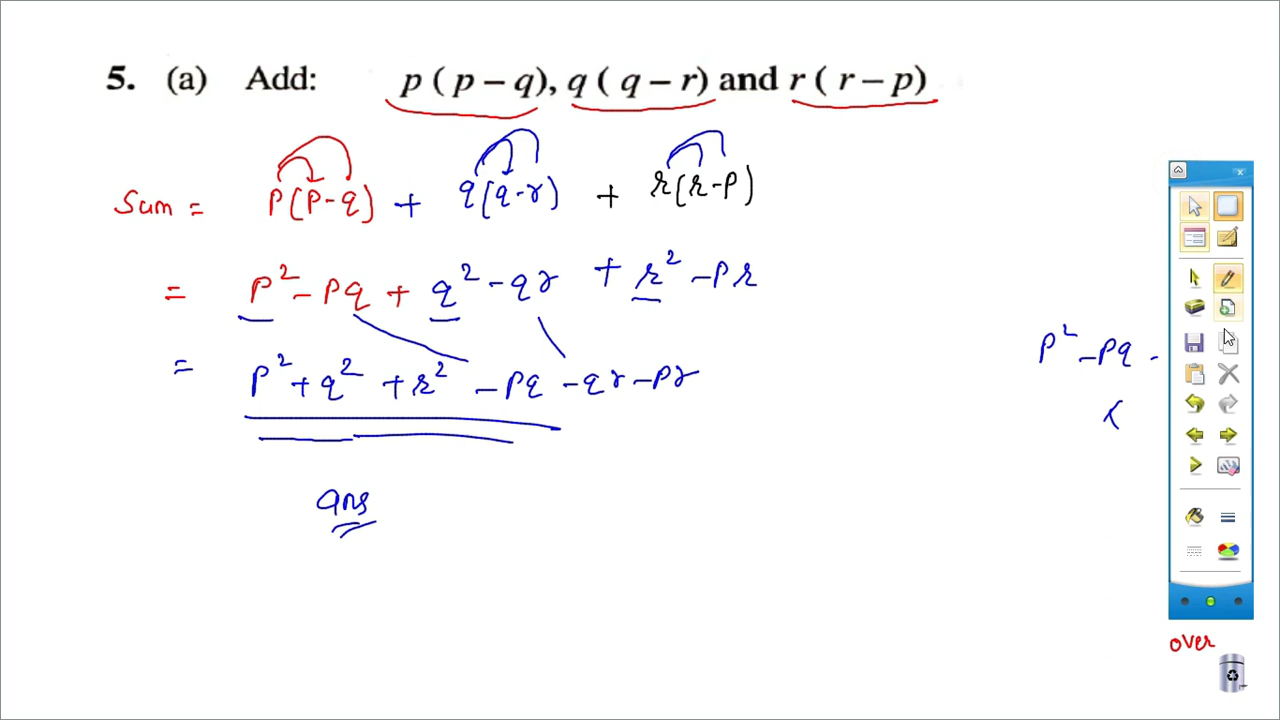 5. (a) Add: p ( p – q), q ( q – r) and r ( r – p)
Sum = p(p-q) + q(q-r) + r(r-p)
= p² - pq + q² - qr + r² - pr
= p² + q² + r² - pq - qr - pr
p² - pq -
(
ans
over